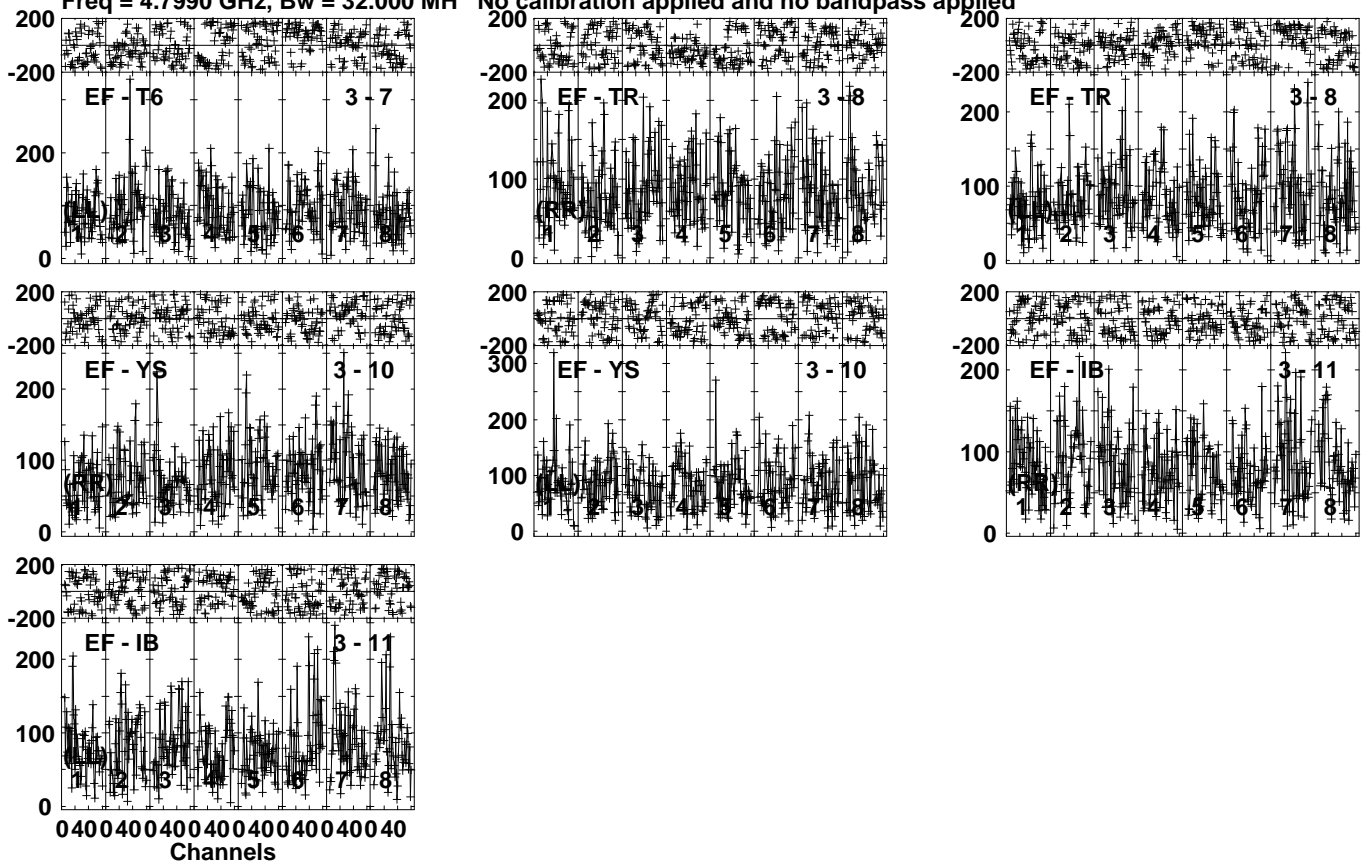 Freq = 4.7990 GHz, Bw = 32.000 MH No calibration applied and no bandpass applied
200 200 200
-200 -200 -200
EF - T6 3 - 7 EF - TR 3 - 8 EF - TR 3 - 8
200 200 200
100 100
(LL) (RR) (LL)
1 2 3 4 5 6 7 8 1 2 3 4 5 6 7 8 1 2 3 4 5 6 7 8
0 0 0
200 200 200
-200 -200 -200
EF - YS 3 - 10 EF - YS 3 - 10 EF - IB 3 - 11
200 300 200
200
100 100 100
(RR) (LL) (RR)
1 2 3 4 5 6 7 8 1 2 3 4 5 6 7 8 1 2 3 4 5 6 7 8
0 0 0
200
-200
EF - IB 3 - 11
200
100
(LL)
1 2 3 4 5 6 7 8
0
0 40 0 40 0 40 0 40 0 40 0 40 0 40 0 40
Channels